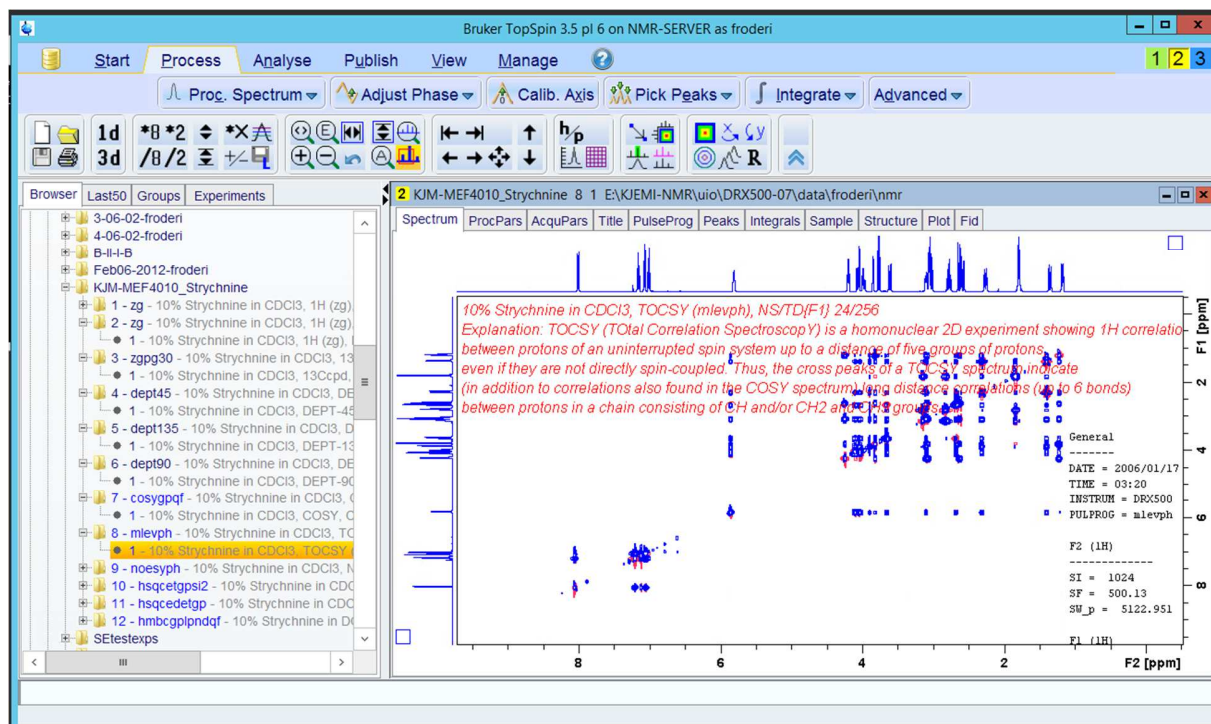 Bruker TopSpin 3.5 pl 6 on NMR-SERVER as froderi
Start Process Analyse Publish View Manage ?
1 2 3
Proc. Spectrum Adjust Phase Calib. Axis Pick Peaks Integrate Advanced
1d *8 *2 *X E h/p y
3d /8 /2 +/- A R
Browser Last50 Groups Experiments
3-06-02-froderi
4-06-02-froderi
B-II-I-B
Feb06-2012-froderi
KJM-MEF4010_Strychnine
1 - zg - 10% Strychnine in CDCl3, 1H (zg),
2 - zg - 10% Strychnine in CDCl3, 1H (zg),
1 - 10% Strychnine in CDCl3, 1H (zg),
3 - zgpg30 - 10% Strychnine in CDCl3, 13
1 - 10% Strychnine in CDCl3, 13Ccpd,
4 - dept45 - 10% Strychnine in CDCl3, DE
1 - 10% Strychnine in CDCl3, DEPT-45
5 - dept135 - 10% Strychnine in CDCl3, D
1 - 10% Strychnine in CDCl3, DEPT-13
6 - dept90 - 10% Strychnine in CDCl3, DE
1 - 10% Strychnine in CDCl3, DEPT-90
7 - cosygpqf - 10% Strychnine in CDCl3, C
1 - 10% Strychnine in CDCl3, COSY, C
8 - mlevph - 10% Strychnine in CDCl3, TC
1 - 10% Strychnine in CDCl3, TOCSY (
9 - noesyph - 10% Strychnine in CDCl3, N
10 - hsqcetgpsi2 - 10% Strychnine in CDC
11 - hsqcedetgp - 10% Strychnine in CDC
12 - hmbcgplpndqf - 10% Strychnine in DC
SEtestexps
2 KJM-MEF4010_Strychnine 8 1 E:\KJEMI-NMR\uio\DRX500-07\data\froderi\nmr
Spectrum ProcPars AcquPars Title PulseProg Peaks Integrals Sample Structure Plot Fid
10% Strychnine in CDCl3, TOCSY (mlevph), NS/TD{F1} 24/256
Explanation: TOCSY (TOtal Correlation SpectroscopY) is a homonuclear 2D experiment showing 1H correlatio
between protons of an uninterrupted spin system up to a distance of five groups of protons,
even if they are not directly spin-coupled. Thus, the cross peaks of a TOCSY spectrum indicate
(in addition to correlations also found in the COSY spectrum) long distance correlations (up to 6 bonds)
between protons in a chain consisting of CH and/or CH2 and CH3 groups.
General
-------
DATE = 2006/01/17
TIME = 03:20
INSTRUM = DRX500
PULPROG = mlevph
F2 (1H)
-------------
SI = 1024
SF = 500.13
SW_p = 5122.951
F1 (1H)
F1 [ppm]
2
4
6
8
8 6 4 2 F2 [ppm]